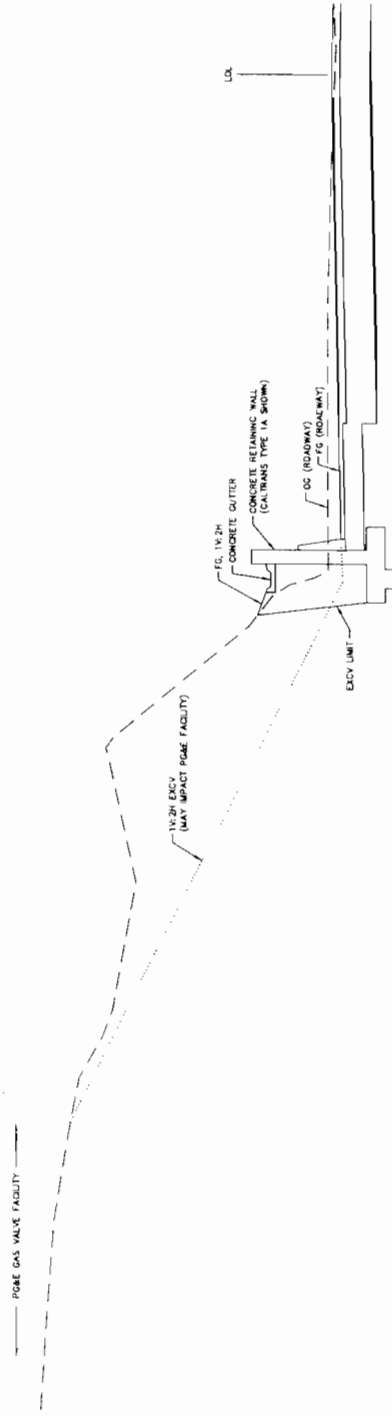 PG&E GAS VALVE FACILITY
1V:2H EXCV
(MAY IMPACT PG&E FACILITY)
FG, 1V:2H
CONCRETE GUTTER
CONCRETE RETAINING WALL
(CALTRANS TYPE 1A SHOWN)
OG (ROADWAY)
FG (ROADWAY)
EXCV LIMIT
LOL